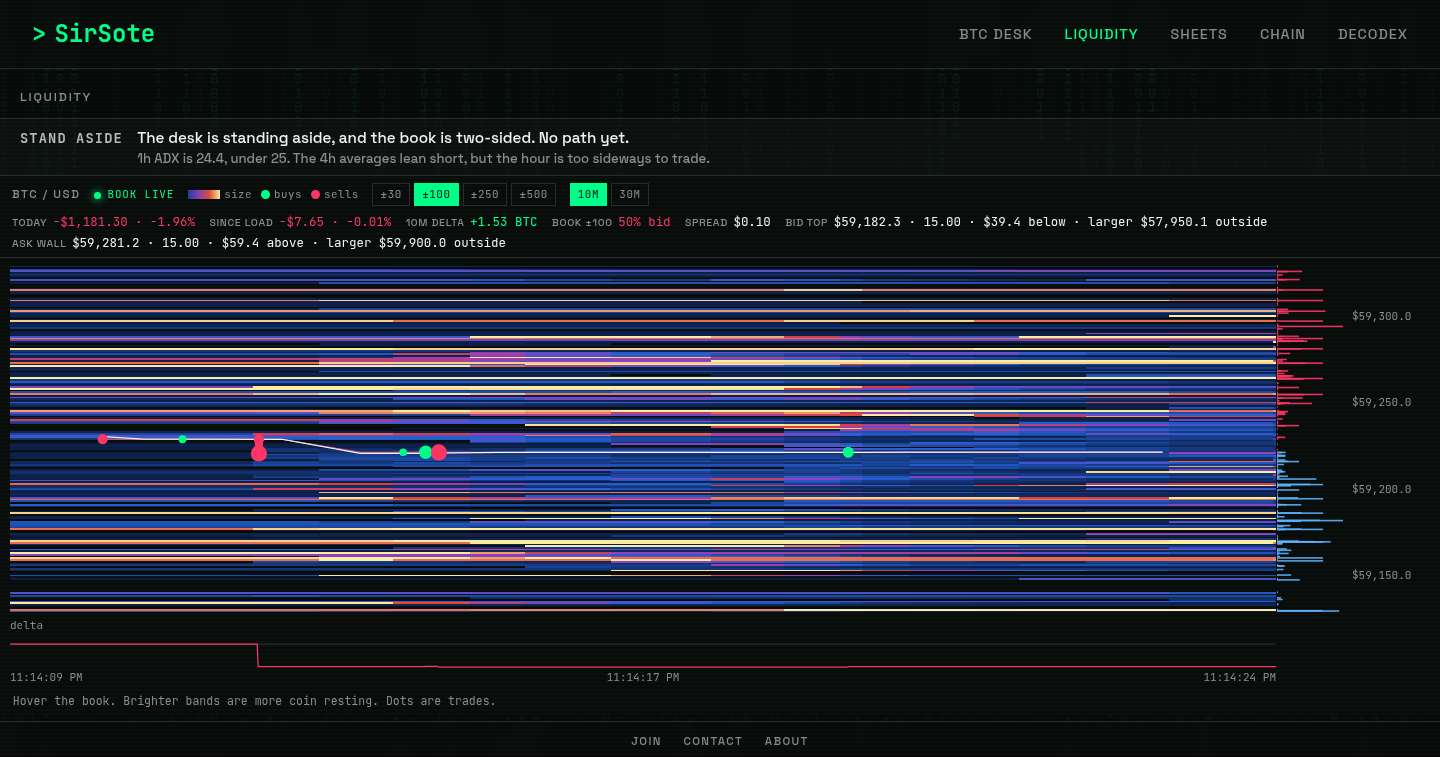 > SirSote
BTC DESK LIQUIDITY SHEETS CHAIN DECODEX
LIQUIDITY
STAND ASIDE The desk is standing aside, and the book is two-sided. No path yet.
1h ADX is 24.4, under 25. The 4h averages lean short, but the hour is too sideways to trade.
BTC / USD BOOK LIVE size buys sells ±30 ±100 ±250 ±500 10M 30M
TODAY -$1,181.30 · -1.96% SINCE LOAD -$7.65 · -0.01% 10M DELTA +1.53 BTC BOOK ±100 50% bid SPREAD $0.10 BID TOP $59,182.3 · 15.00 · $39.4 below · larger $57,950.1 outside
ASK WALL $59,281.2 · 15.00 · $59.4 above · larger $59,900.0 outside
$59,300.0
$59,250.0
$59,200.0
$59,150.0
delta
11:14:09 PM 11:14:17 PM 11:14:24 PM
Hover the book. Brighter bands are more coin resting. Dots are trades.
JOIN CONTACT ABOUT